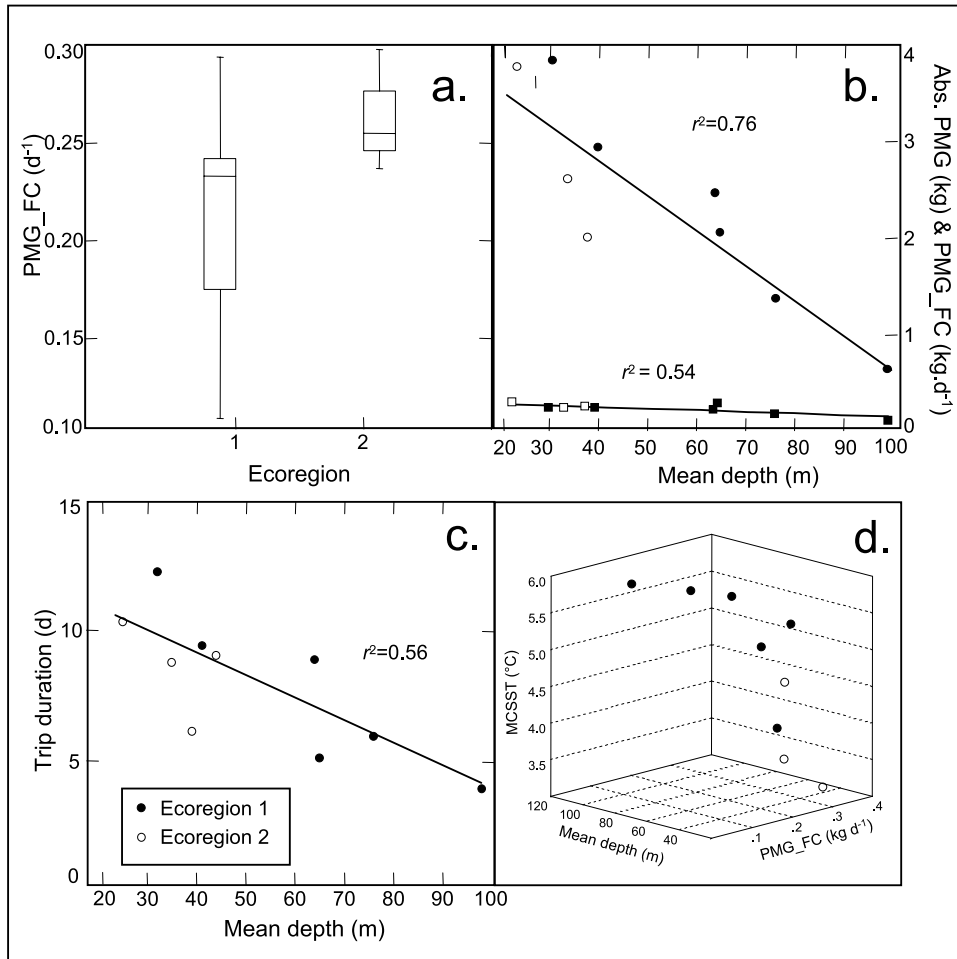 a.
PMG_FC (d-1)
0.30
0.25
0.20
0.15
0.10
1
2
Ecoregion
b.
r2=0.76
r2 = 0.54
4
3
2
1
0
Abs. PMG (kg) & PMG_FC (kg.d-1)
20 30 40 50 60 70 80 90 100
Mean depth (m)
c.
Trip duration (d)
15
10
5
0
r2=0.56
Ecoregion 1
Ecoregion 2
20 30 40 50 60 70 80 90 100
Mean depth (m)
d.
MCSST (°C)
6.0
5.5
5.0
4.5
4.0
3.5
120 100 80 60 40
Mean depth (m)
.1 .2 .3 .4
PMG_FC (kg d-1)